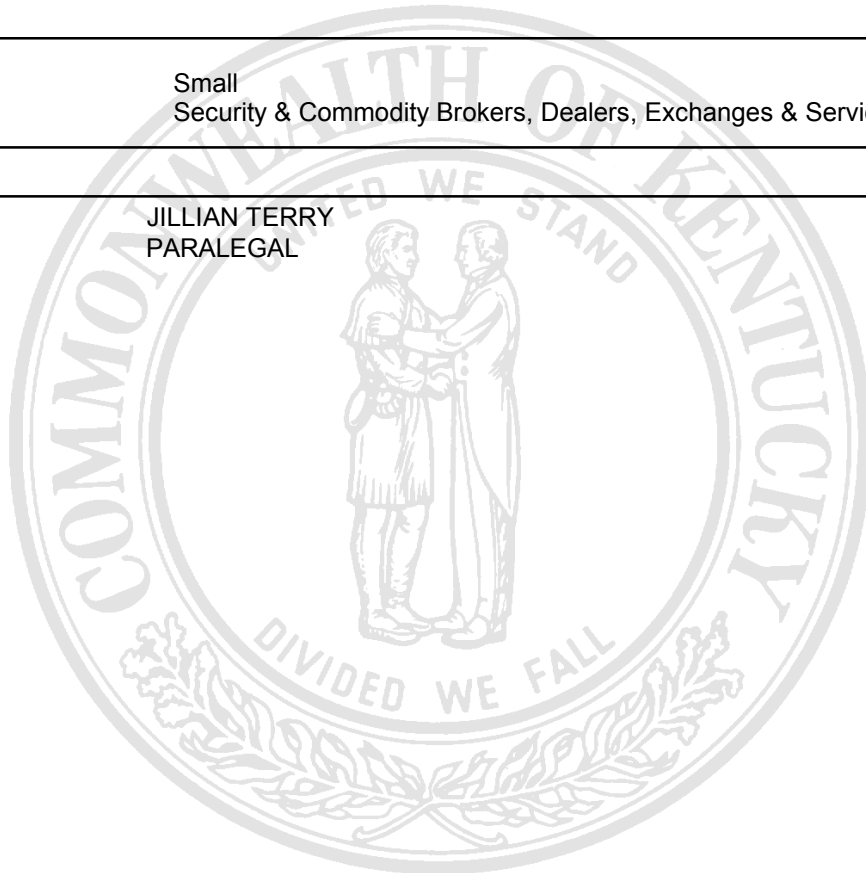 Small
Security & Commodity Brokers, Dealers, Exchanges & Servi
JILLIAN TERRY
PARALEGAL
COMMONWEALTH OF KENTUCKY
UNITED WE STAND
DIVIDED WE FALL